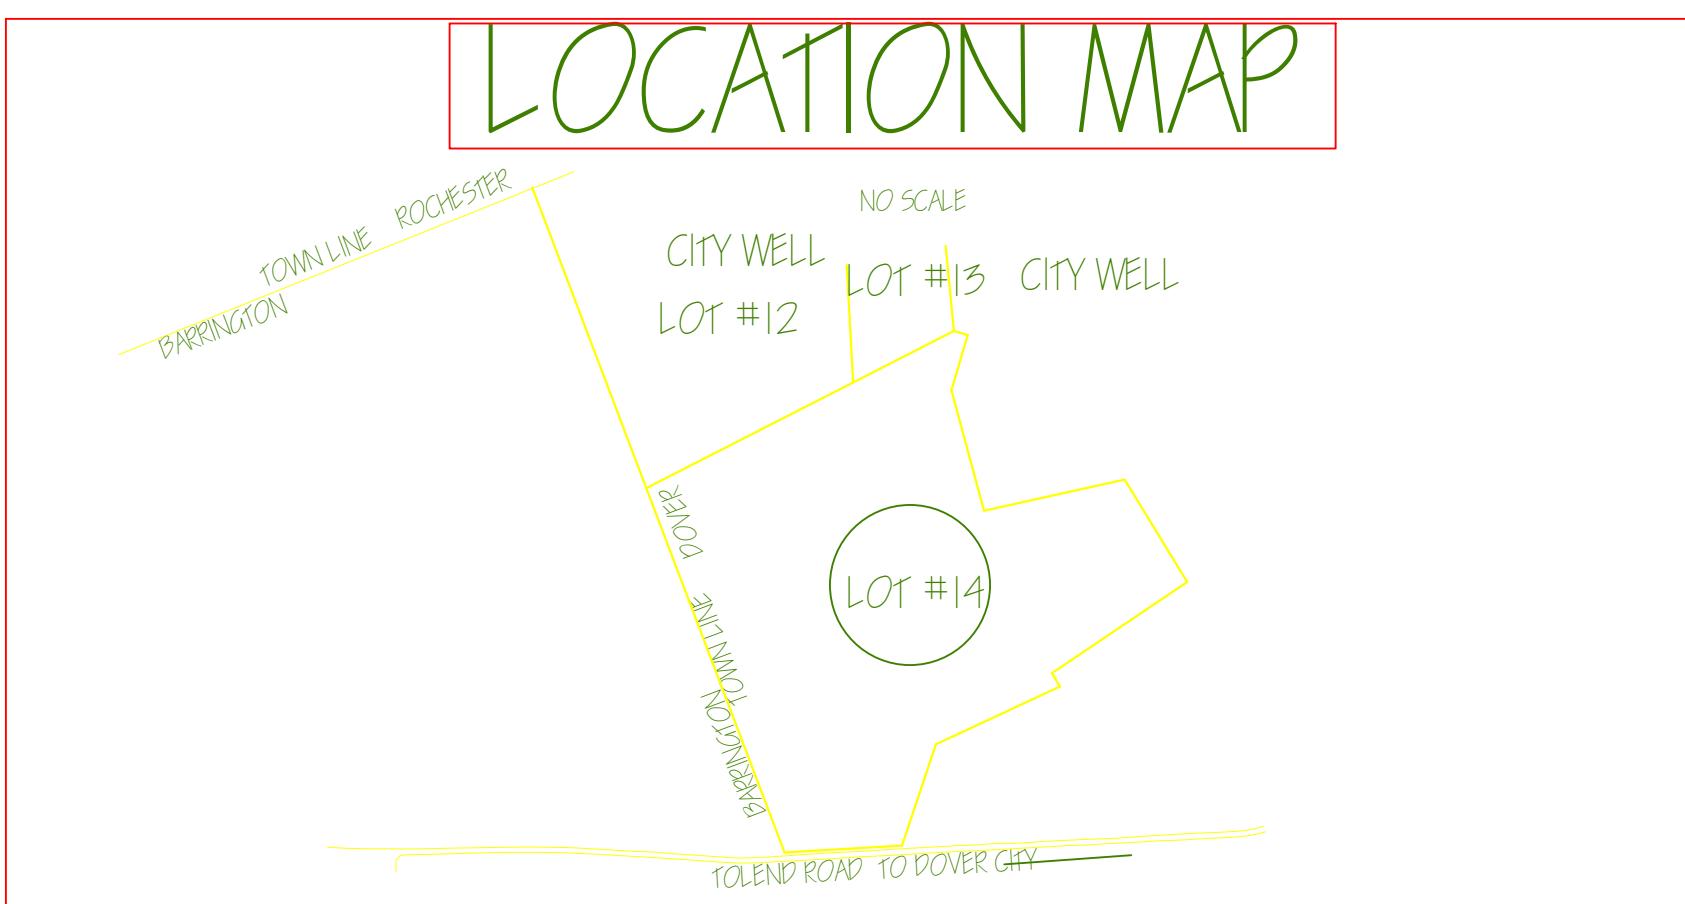 LOCATION MAP
NO SCALE
TOWN LINE ROCHESTER
BARRINGTON
CITY WELL
LOT #12
LOT #13
CITY WELL
DOVER
BARRINGTON TOWN LINE
LOT #14
TOLEND ROAD TO DOVER CITY